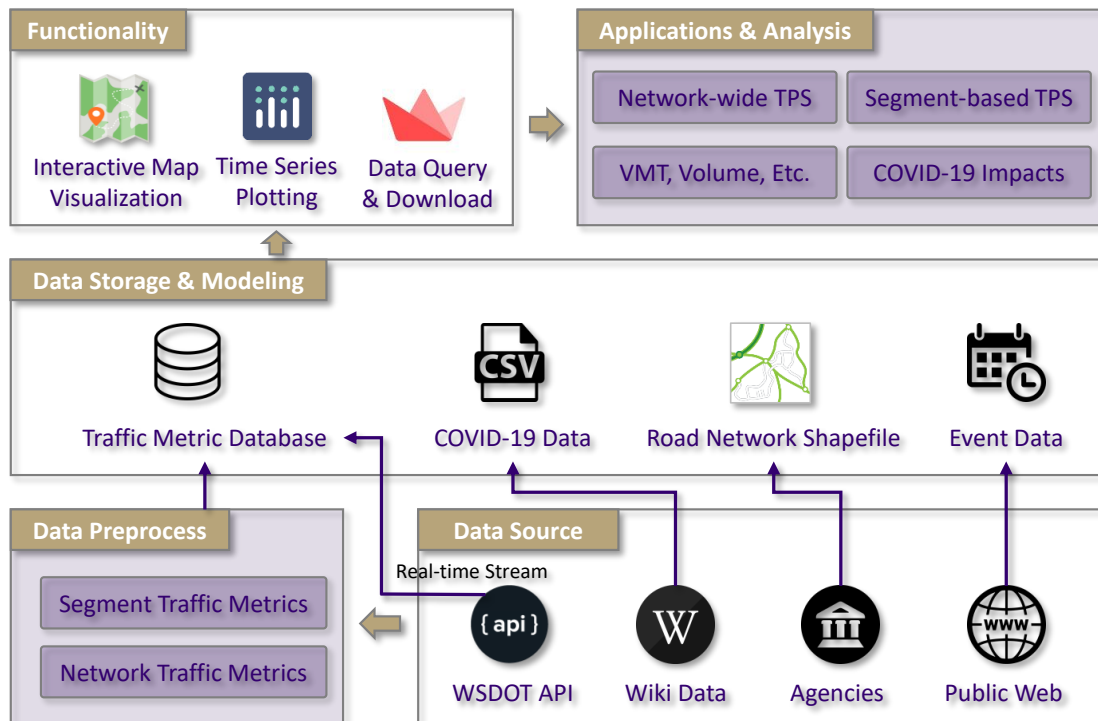 Functionality
Interactive Map
Visualization
Time Series
Plotting
Data Query
& Download
Applications & Analysis
Network-wide TPS
Segment-based TPS
VMT, Volume, Etc.
COVID-19 Impacts
Data Storage & Modeling
Traffic Metric Database
CSV
COVID-19 Data
Road Network Shapefile
Event Data
Data Preprocess
Segment Traffic Metrics
Network Traffic Metrics
Data Source
Real-time Stream
{api}
WSDOT API
W
Wiki Data
Agencies
WWW
Public Web